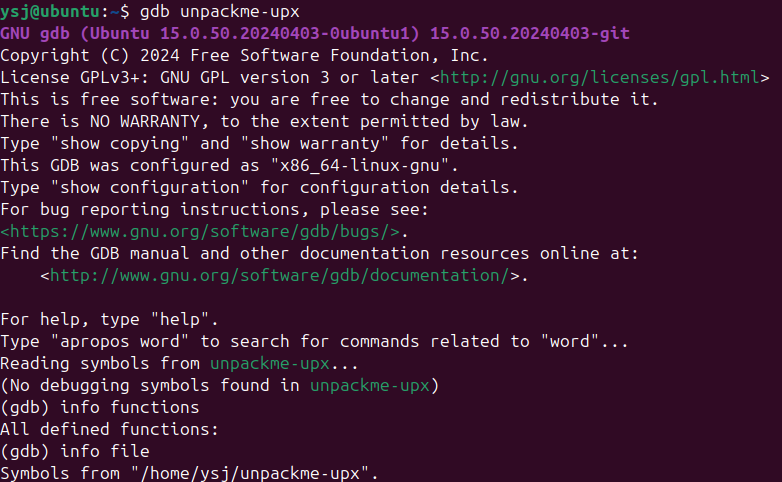 ysj@ubuntu:~$ gdb unpackme-upx
GNU gdb (Ubuntu 15.0.50.20240403-0ubuntu1) 15.0.50.20240403-git
Copyright (C) 2024 Free Software Foundation, Inc.
License GPLv3+: GNU GPL version 3 or later <http://gnu.org/licenses/gpl.html>
This is free software: you are free to change and redistribute it.
There is NO WARRANTY, to the extent permitted by law.
Type "show copying" and "show warranty" for details.
This GDB was configured as "x86_64-linux-gnu".
Type "show configuration" for configuration details.
For bug reporting instructions, please see:
<https://www.gnu.org/software/gdb/bugs/>.
Find the GDB manual and other documentation resources online at:
    <http://www.gnu.org/software/gdb/documentation/>.

For help, type "help".
Type "apropos word" to search for commands related to "word"...
Reading symbols from unpackme-upx...
(No debugging symbols found in unpackme-upx)
(gdb) info functions
All defined functions:
(gdb) info file
Symbols from "/home/ysj/unpackme-upx".